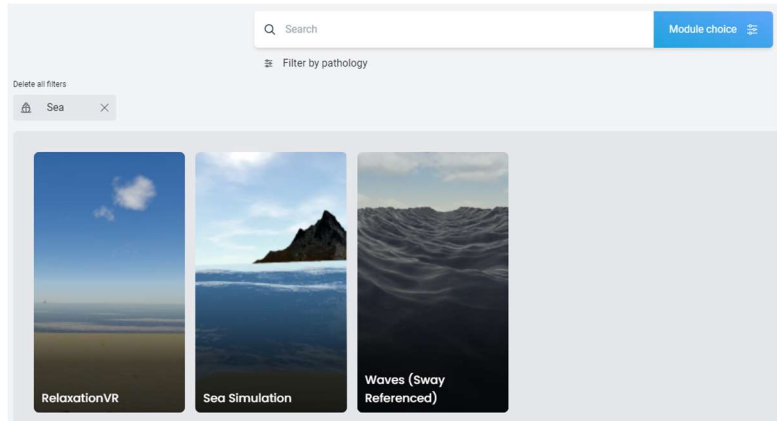 Search
Module choice
Filter by pathology
Delete all filters
Sea
RelaxationVR
Sea Simulation
Waves (Sway
Referenced)